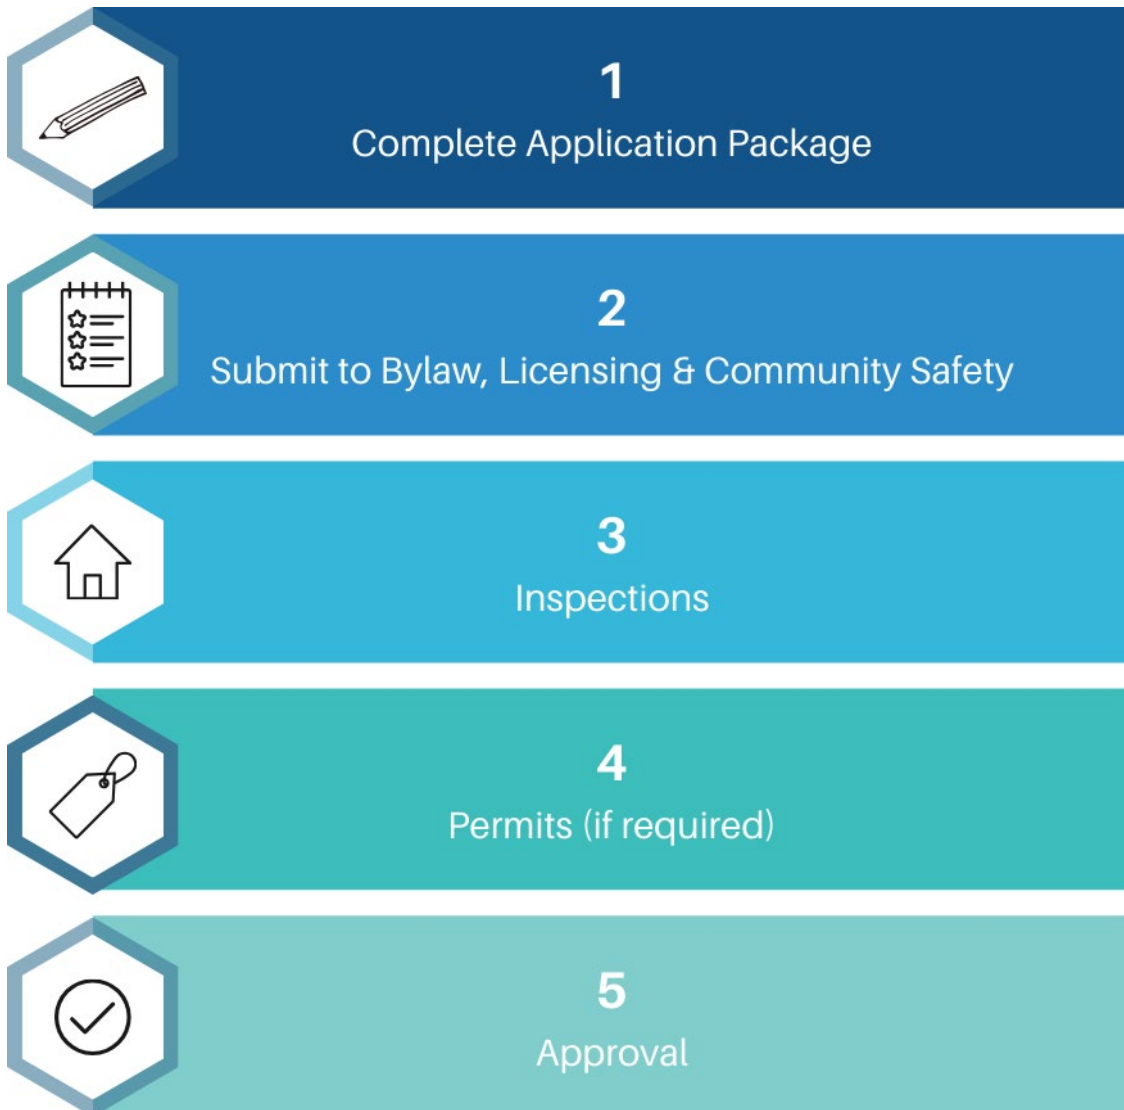 1
Complete Application Package
2
Submit to Bylaw, Licensing & Community Safety
3
Inspections
4
Permits (if required)
5
Approval